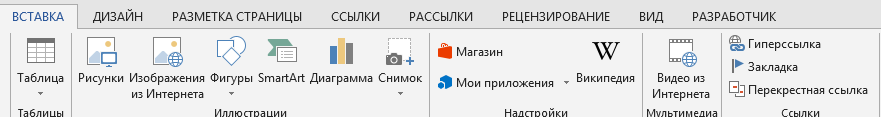 ВСТАВКА ДИЗАЙН РАЗМЕТКА СТРАНИЦЫ ССЫЛКИ РАССЫЛКИ РЕЦЕНЗИРОВАНИЕ ВИД РАЗРАБОТЧИК
Таблица
Таблицы
Рисунки
Изображения
из Интернета
Фигуры
SmartArt
Диаграмма
Снимок
Иллюстрации
Магазин
Мои приложения
W
Википедия
Надстройки
Видео из
Интернета
Мультимедиа
Гиперссылка
Закладка
Перекрестная ссылка
Ссылки